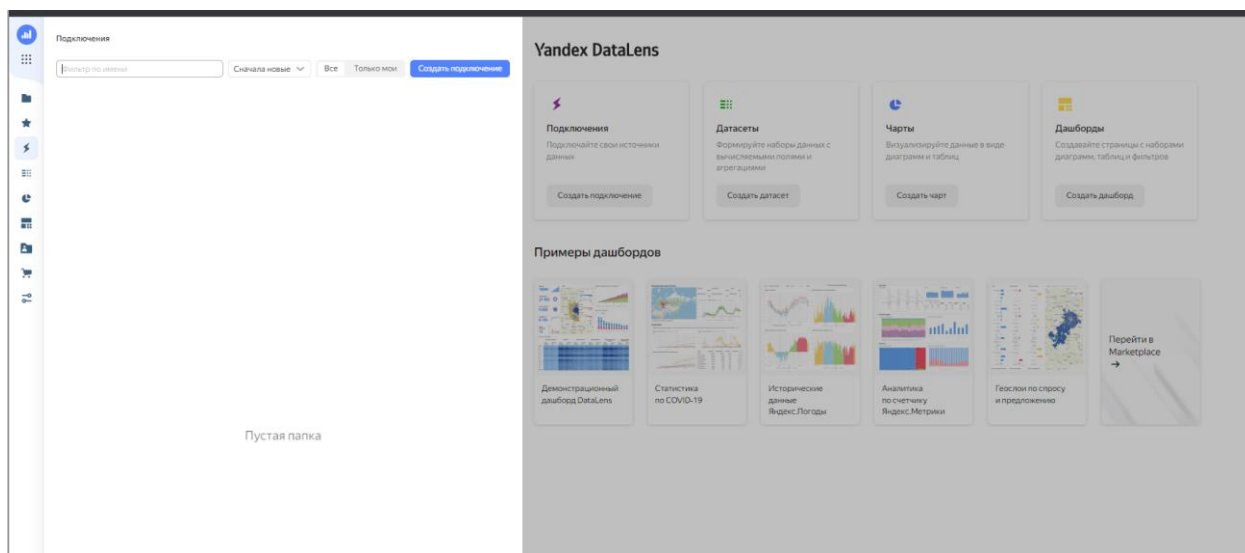 Подключения
Фильтр по имени
Сначала новые
Все
Только мои
Создать подключение
Пустая папка
Yandex DataLens
Подключения
Подключайте свои источники
данных
Создать подключение
Датасеты
Формируйте наборы данных с
вычисляемыми полями и
агрегациями
Создать датасет
Чарты
Визуализируйте данные в виде
диаграмм и таблиц
Создать чарт
Дашборды
Создавайте страницы с наборами
диаграмм, таблиц и фильтров
Создать дашборд
Примеры дашбордов
Демонстрационный
дашборд DataLens
Статистика
по COVID-19
Исторические
данные
Яндекс.Погоды
Аналитика
по счетчику
Яндекс.Метрики
Геослои по спросу
и предложению
Перейти в
Marketplace
→